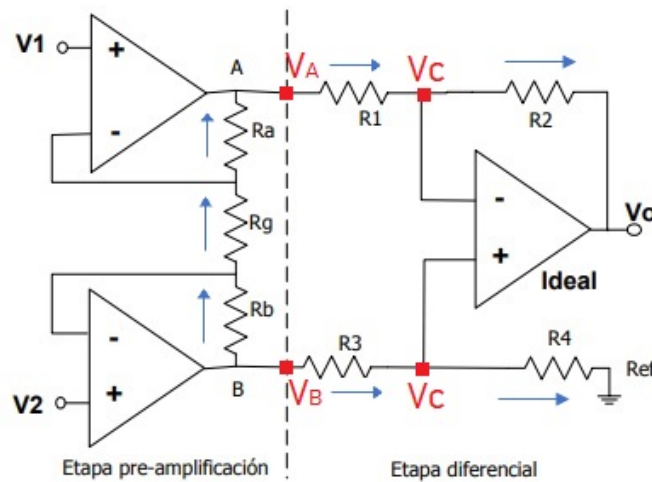 V1
+
-
A
VA
R1
VC
R2
Ra
Rg
Rb
-
+
Ideal
Vo
-
+
V2
B
VB
R3
VC
R4
Ref
Etapa pre-amplificación
Etapa diferencial